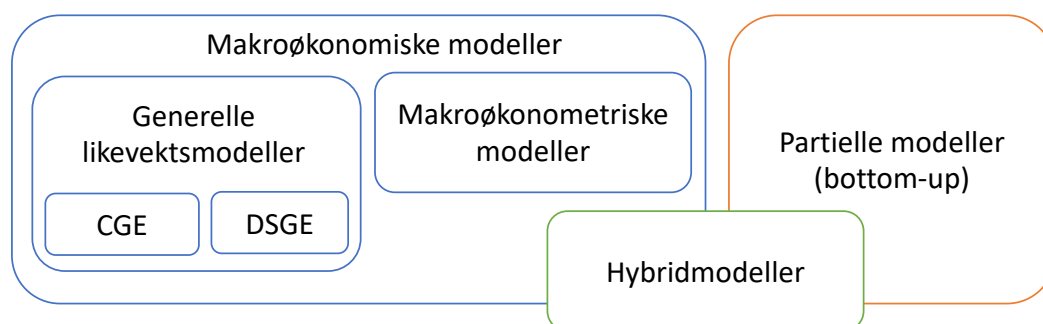 Makroøkonomiske modeller
Generelle
likevektsmodeller
CGE
DSGE
Makroøkonometriske
modeller
Partielle modeller
(bottom-up)
Hybridmodeller